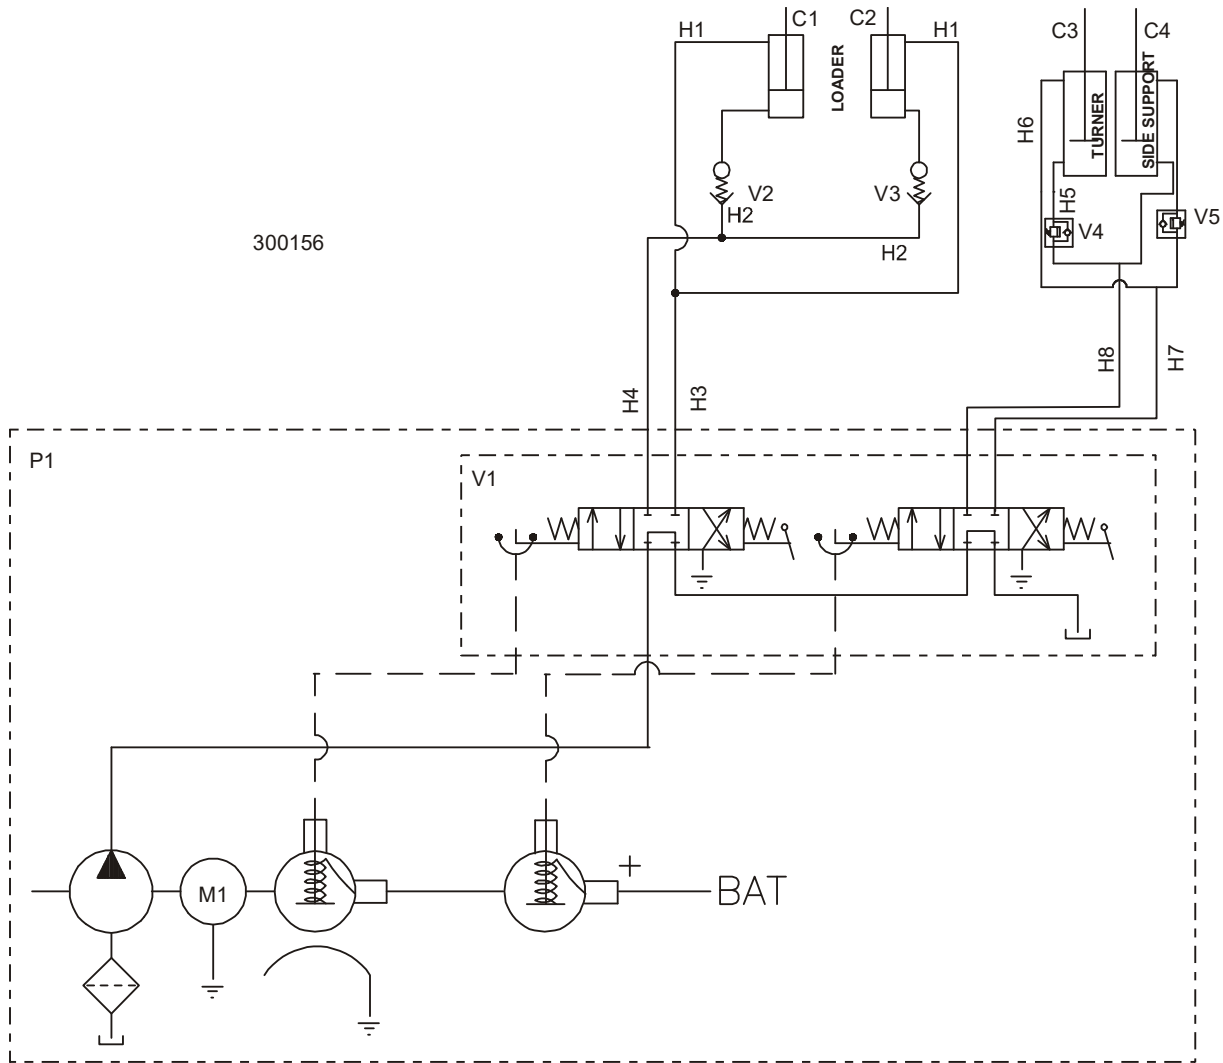 H1
C1
C2
H1
LOADER
C3
C4
TURNER
SIDE SUPPORT
H6
V2
V3
H2
H2
H5
V4
V5
300156
H4
H3
H8
H7
P1
V1
M1
+
BAT